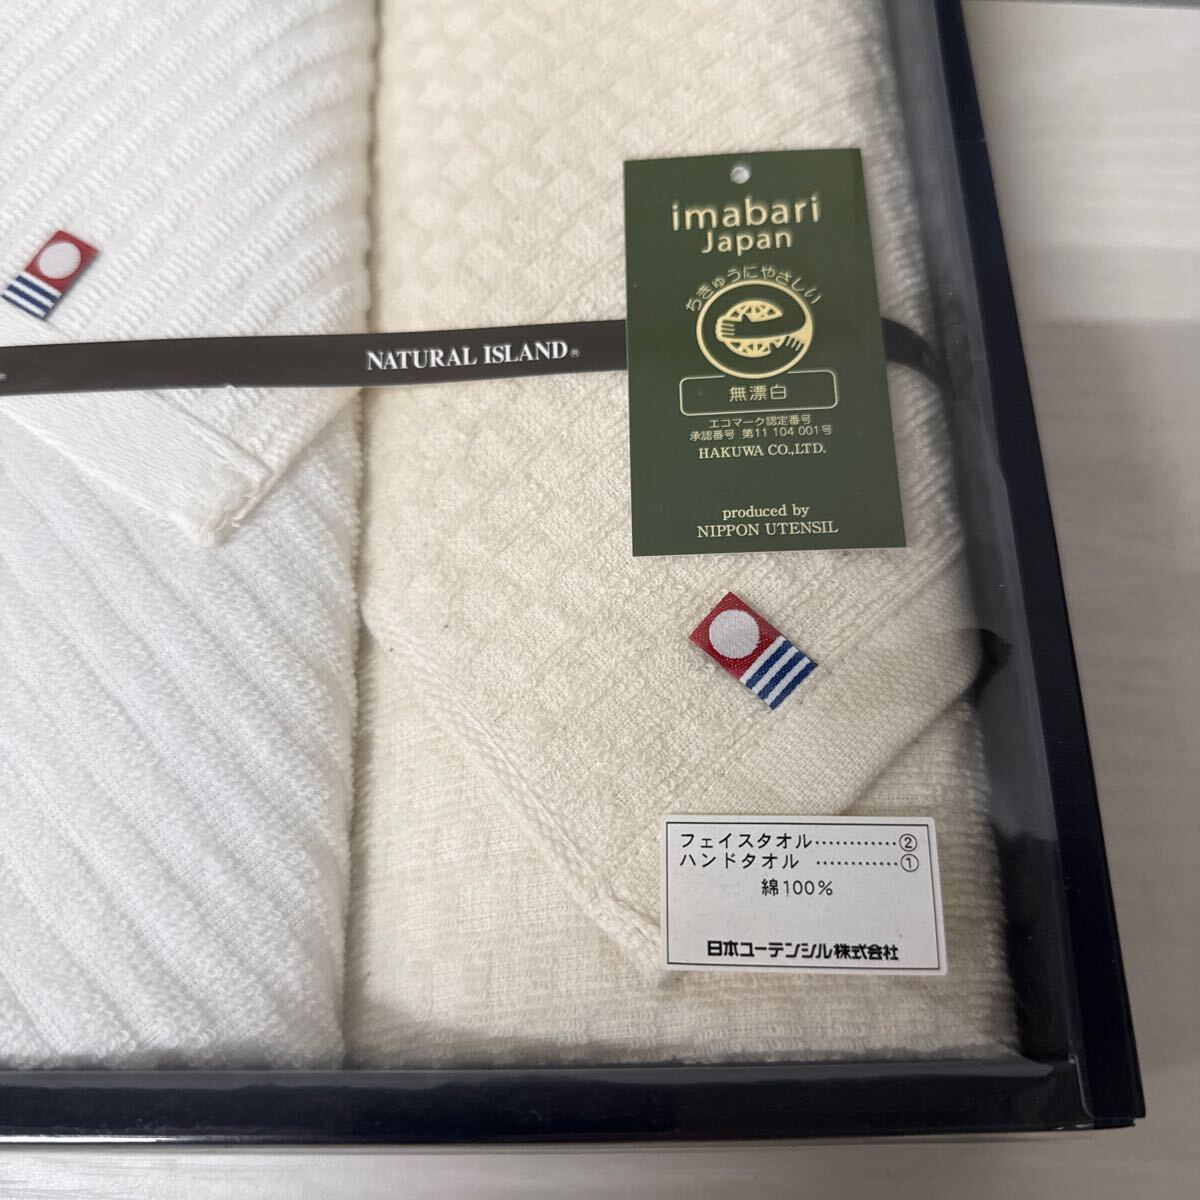 imabari
Japan
ちきゅうにやさしい
無漂白
エコマーク認定番号
承認番号 第11 104 001号
HAKUWA CO.,LTD.
produced by
NIPPON UTENSIL
NATURAL ISLAND®
®
フェイスタオル…………②
ハンドタオル …………①
綿100%
日本ユーテンシル株式会社